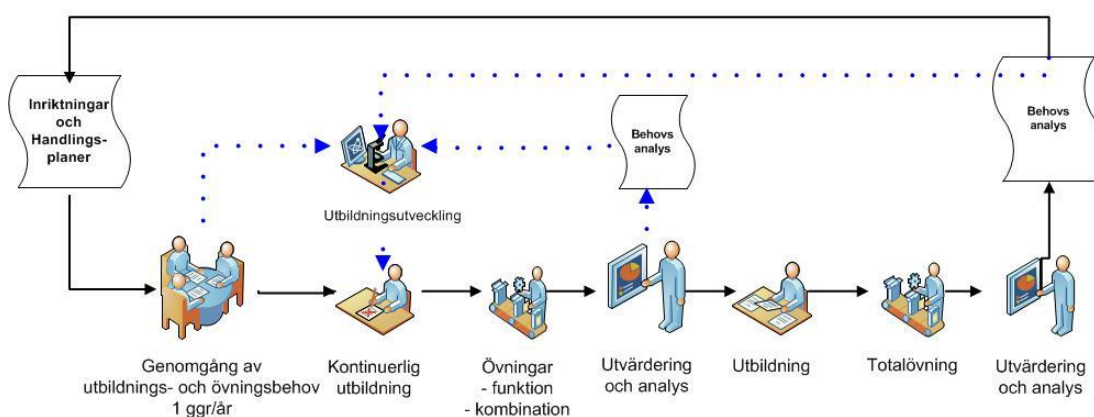 Inriktningar
och
Handlings-
planer
Behovs
analys
Behovs
analys
Utbildningsutveckling
Genomgång av
utbildnings- och övningsbehov
1 ggr/år
Kontinuerlig
utbildning
Övningar
- funktion
- kombination
Utvärdering
och analys
Utbildning
Totalövning
Utvärdering
och analys